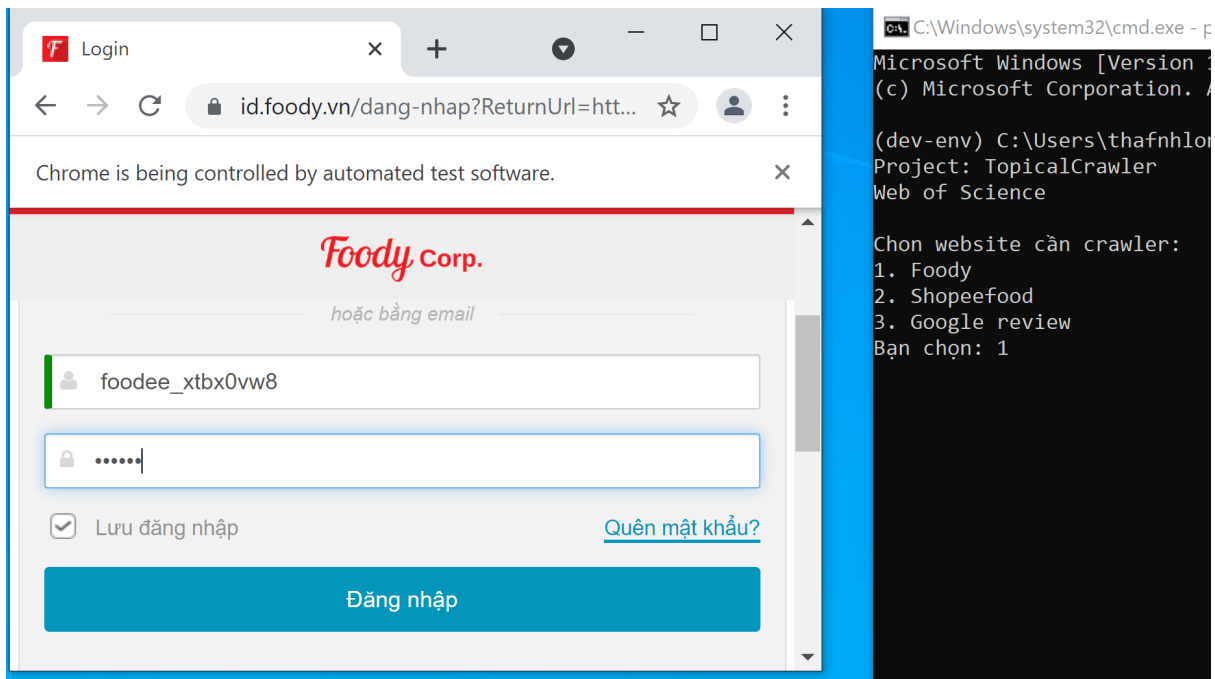 Login
id.foody.vn/dang-nhap?ReturnUrl=htt...
Chrome is being controlled by automated test software.
Foody Corp.
hoặc bằng email
foodee_xtbx0vw8
••••••
Lưu đăng nhập
Quên mật khẩu?
Đăng nhập
C:\Windows\system32\cmd.exe - p
Microsoft Windows [Version 1
(c) Microsoft Corporation. A
(dev-env) C:\Users\thafnhlon
Project: TopicalCrawler
Web of Science
Chon website cần crawler:
1. Foody
2. Shopeefood
3. Google review
Bạn chọn: 1